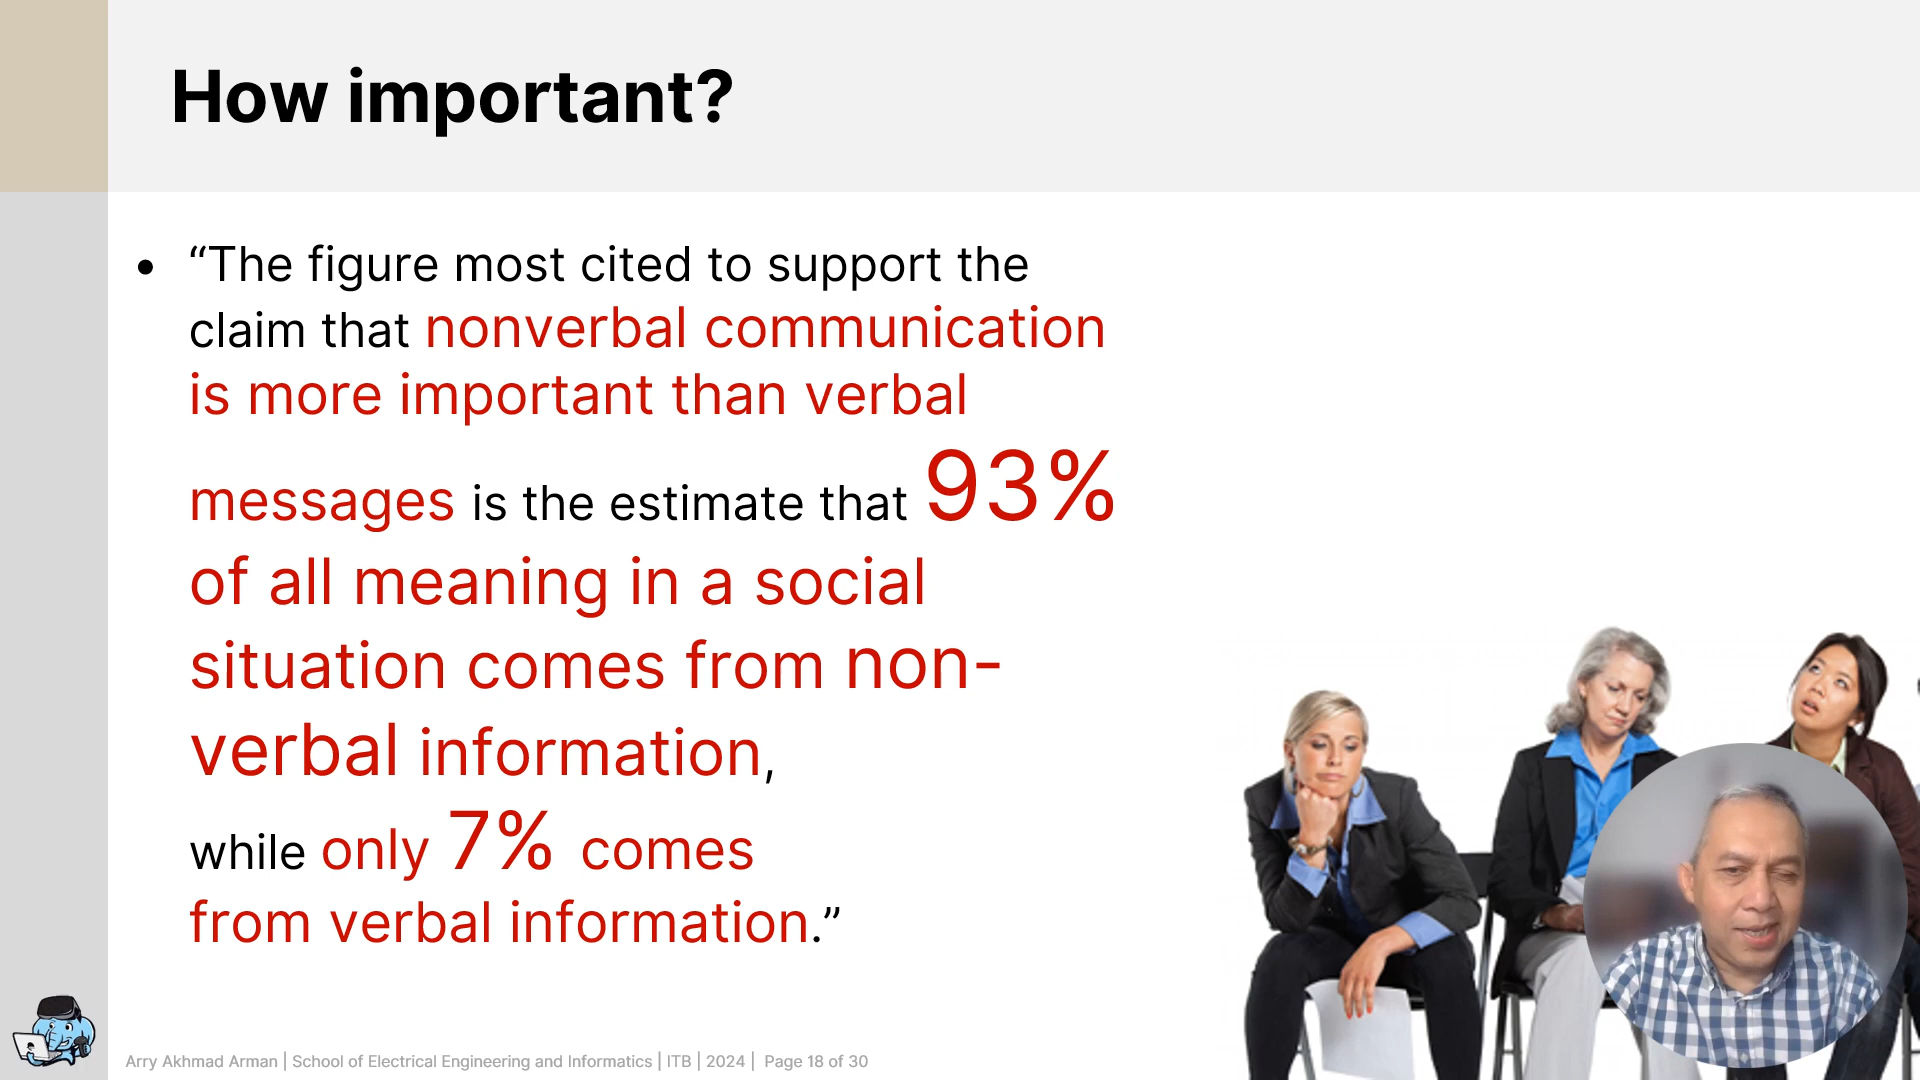 How important?
• “The figure most cited to support the
claim that nonverbal communication
is more important than verbal
messages is the estimate that 93%
of all meaning in a social
situation comes from non-
verbal information,
while only 7% comes
from verbal information.”
Arry Akhmad Arman | School of Electrical Engineering and Informatics | ITB | 2024 | Page 18 of 30